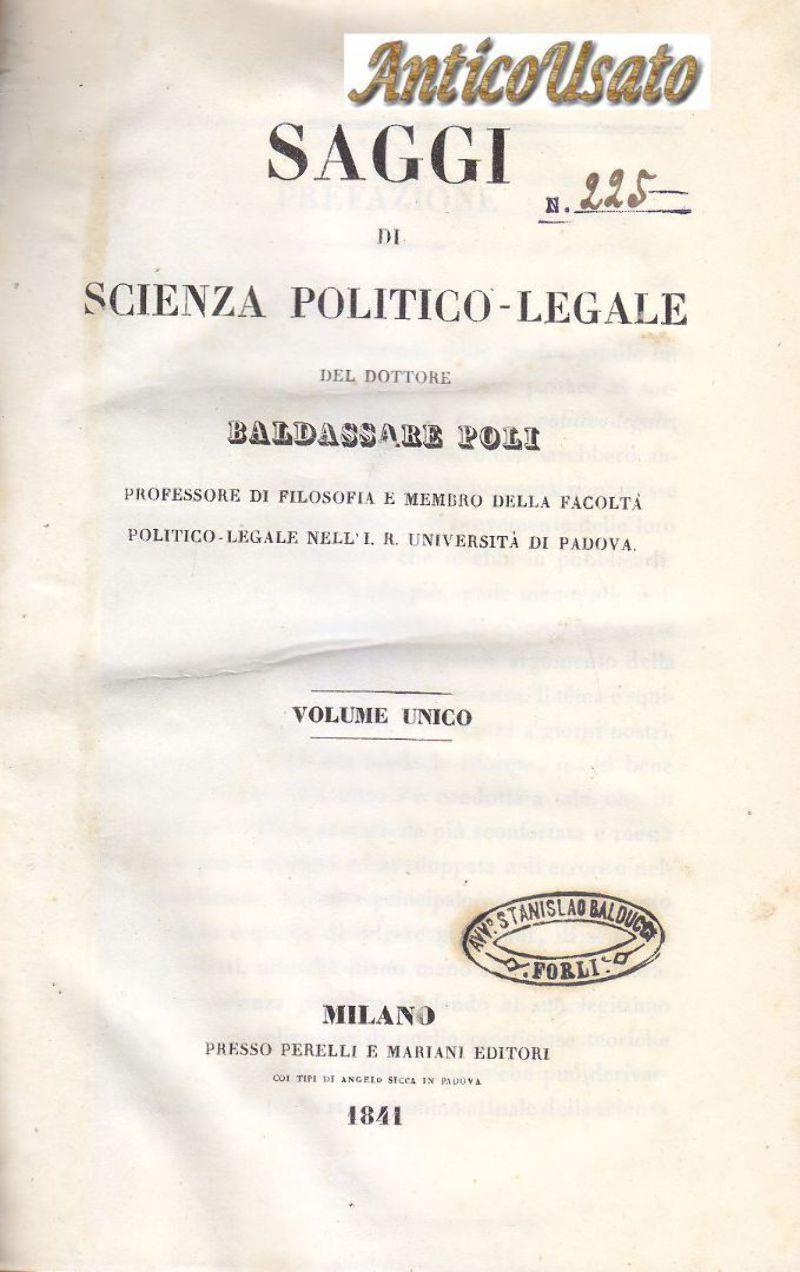 AnticoUsato
SAGGI
N. 225
DI
SCIENZA POLITICO-LEGALE
DEL DOTTORE
BALDASSARE POLI
PROFESSORE DI FILOSOFIA E MEMBRO DELLA FACOLTÀ
POLITICO-LEGALE NELL'I. R. UNIVERSITÀ DI PADOVA.
VOLUME UNICO
AVV.º STANISLAO BALDUCCI
FORLI
MILANO
PRESSO PERELLI E MARIANI EDITORI
COI TIPI DI ANGELO SICCA IN PADOVA
1841